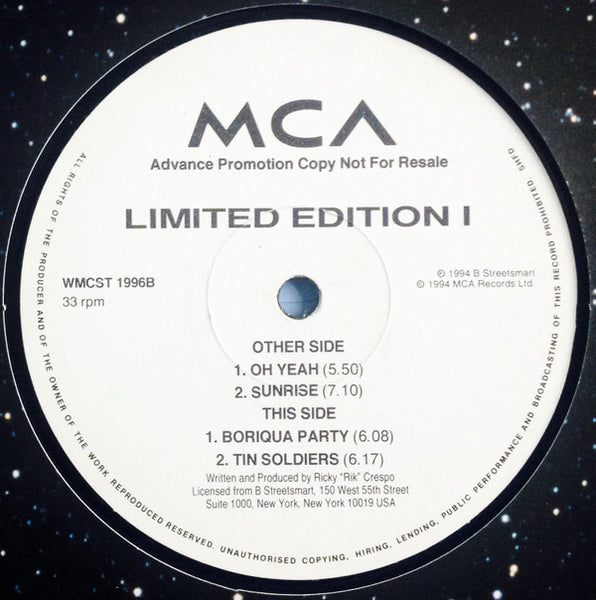 MCA
Advance Promotion Copy Not For Resale
LIMITED EDITION I
WMCST 1996B
33 rpm
℗ 1994 B Streetsmart
© 1994 MCA Records Ltd.
OTHER SIDE
1. OH YEAH (5.50)
2. SUNRISE (7.10)
THIS SIDE
1. BORIQUA PARTY (6.08)
2. TIN SOLDIERS (6.17)
Written and Produced by Ricky "Rik" Crespo
Licensed from B Streetsmart, 150 West 55th Street
Suite 1000, New York, New York 10019 USA
ALL RIGHTS OF THE PRODUCER AND OF THE OWNER OF THE WORK REPRODUCED RESERVED. UNAUTHORISED COPYING, HIRING, LENDING, PUBLIC PERFORMANCE AND BROADCASTING OF THIS RECORD PROHIBITED. SHFD